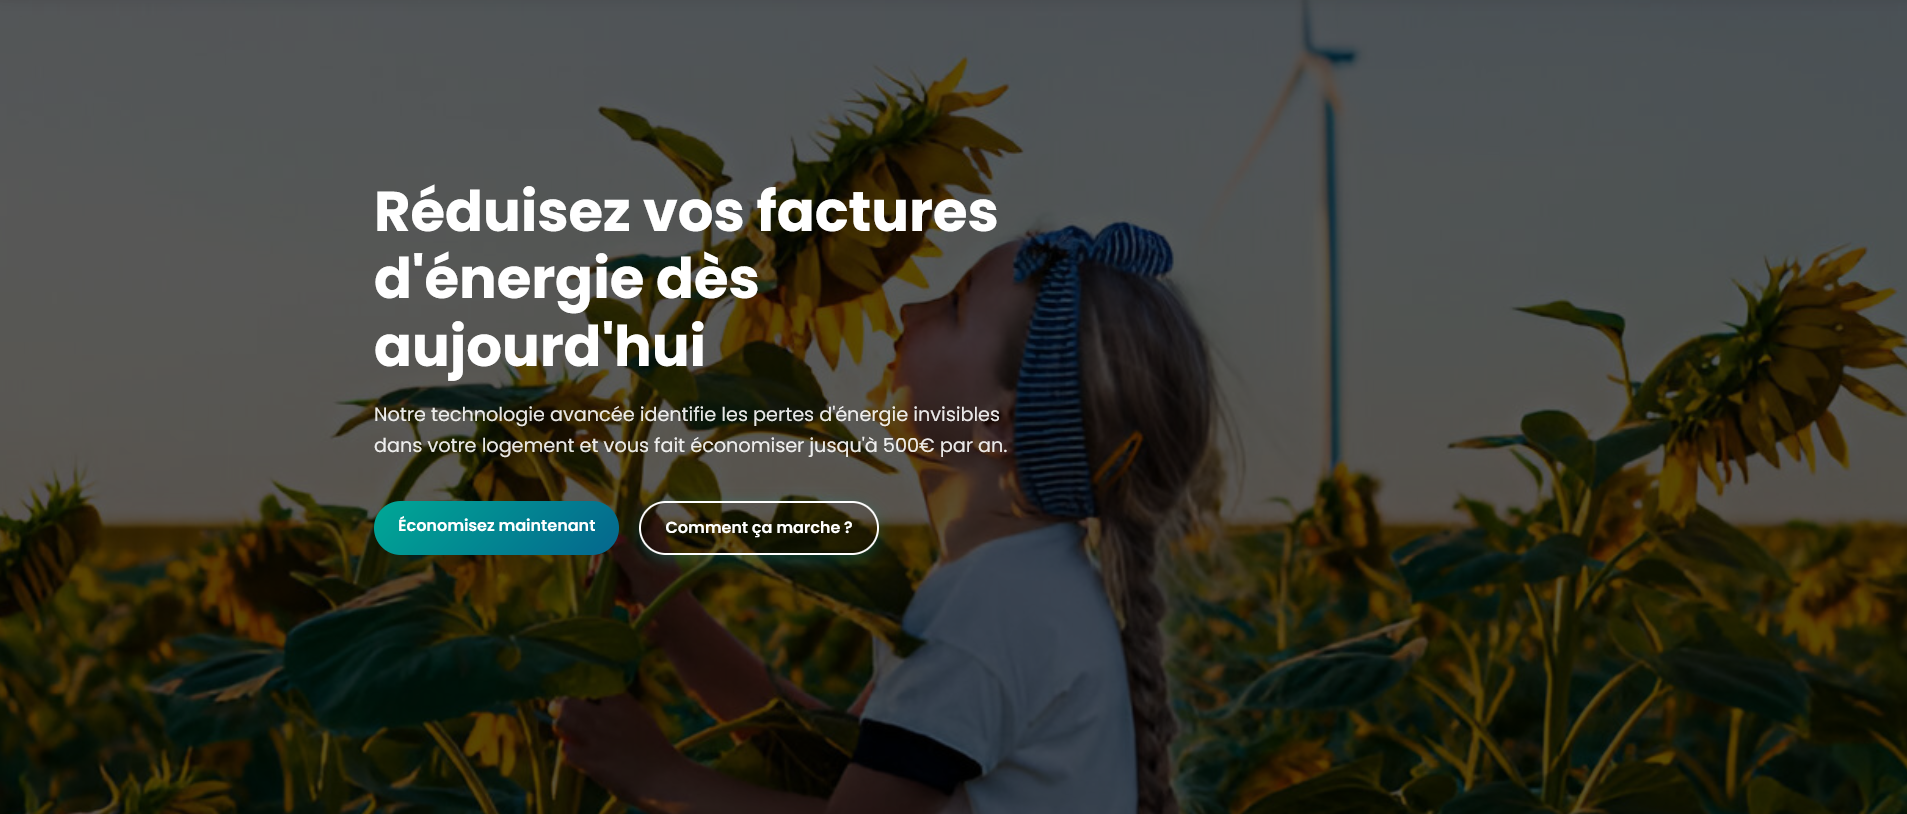 Réduisez vos factures
d'énergie dès
aujourd'hui
Notre technologie avancée identifie les pertes d'énergie invisibles
dans votre logement et vous fait économiser jusqu'à 500€ par an.
Économisez maintenant
Comment ça marche ?